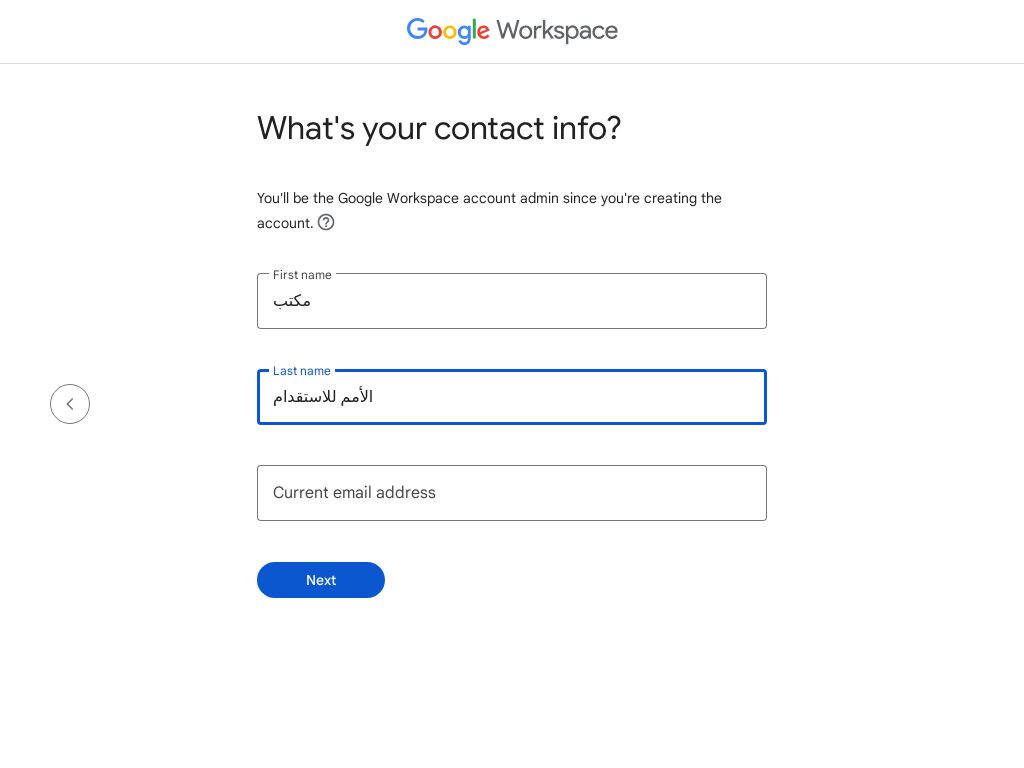 Google Workspace
What's your contact info?
You'll be the Google Workspace account admin since you're creating the
account.
First name
مكتب
Last name
الأمم للاستقدام
Current email address
Next